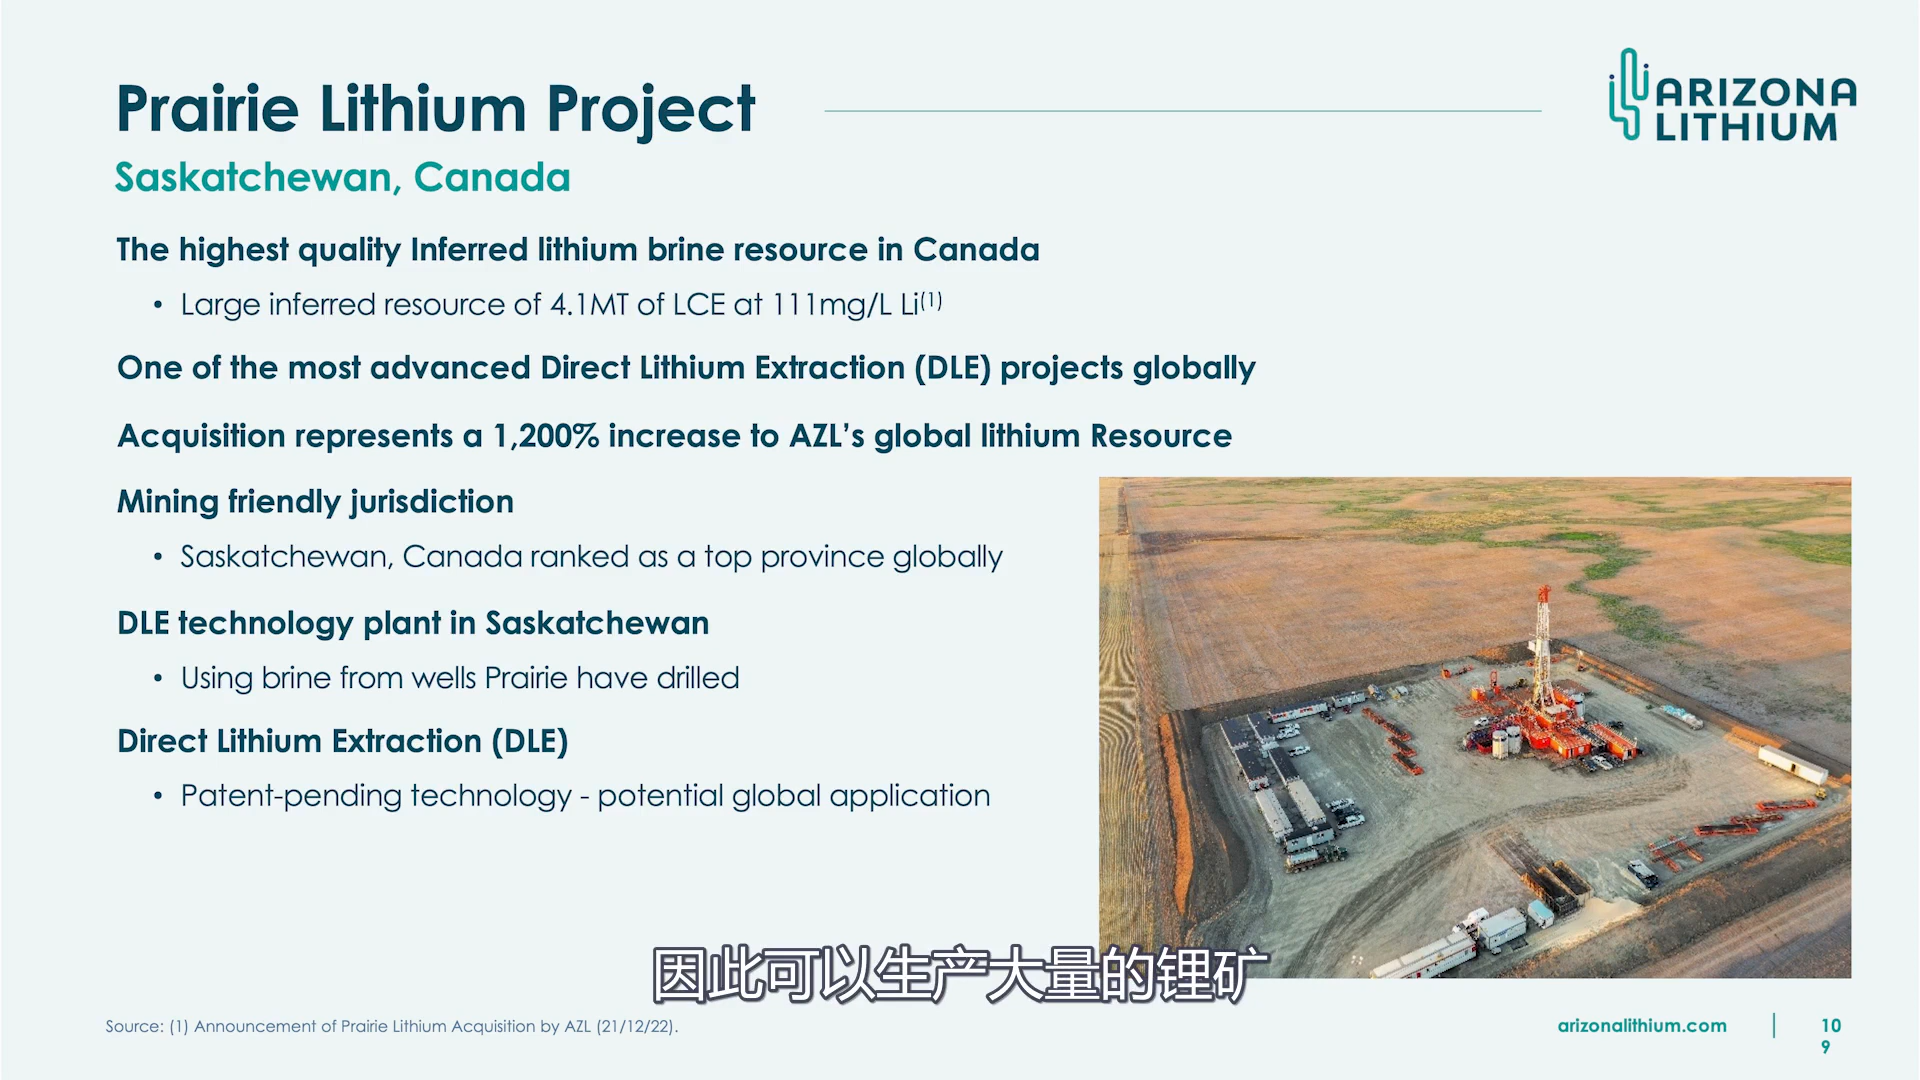 Prairie Lithium Project
ARIZONA
LITHIUM
Saskatchewan, Canada
The highest quality Inferred lithium brine resource in Canada
• Large inferred resource of 4.1MT of LCE at 111mg/L Li(1)
One of the most advanced Direct Lithium Extraction (DLE) projects globally
Acquisition represents a 1,200% increase to AZL’s global lithium Resource
Mining friendly jurisdiction
• Saskatchewan, Canada ranked as a top province globally
DLE technology plant in Saskatchewan
• Using brine from wells Prairie have drilled
Direct Lithium Extraction (DLE)
• Patent-pending technology - potential global application
因此可以生产大量的锂矿
Source: (1) Announcement of Prairie Lithium Acquisition by AZL (21/12/22).
arizonalithium.com
10
9